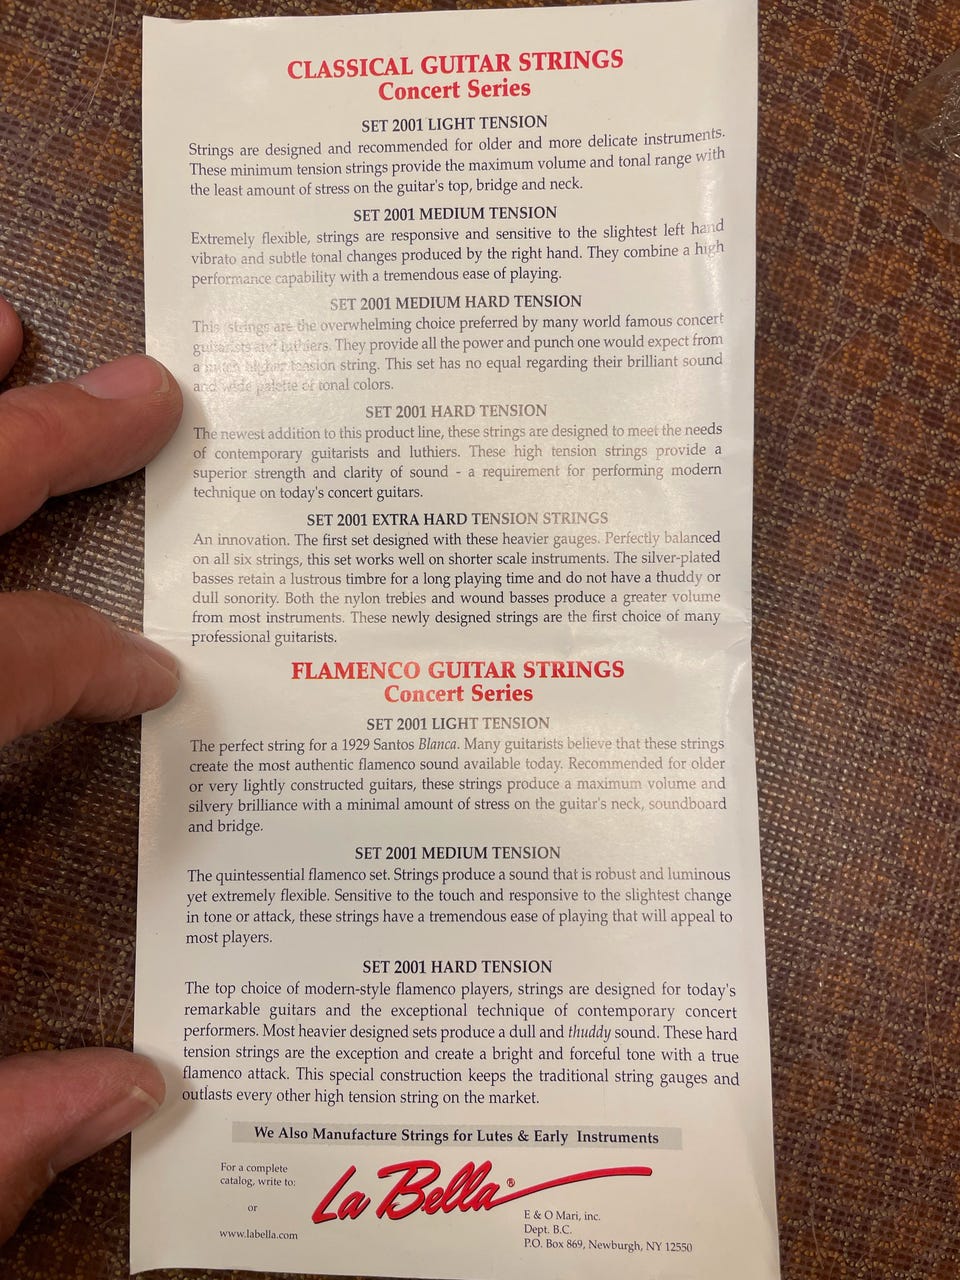 CLASSICAL GUITAR STRINGS
Concert Series
SET 2001 LIGHT TENSION
Strings are designed and recommended for older and more delicate instruments.
These minimum tension strings provide the maximum volume and tonal range with
the least amount of stress on the guitar's top, bridge and neck.
SET 2001 MEDIUM TENSION
Extremely flexible, strings are responsive and sensitive to the slightest left hand
vibrato and subtle tonal changes produced by the right hand. They combine a high
performance capability with a tremendous ease of playing.
SET 2001 MEDIUM HARD TENSION
This strings are the overwhelming choice preferred by many world famous concert
guitarists and luthiers. They provide all the power and punch one would expect from
a much higher tension string. This set has no equal regarding their brilliant sound
and wide palette of tonal colors.
SET 2001 HARD TENSION
The newest addition to this product line, these strings are designed to meet the needs
of contemporary guitarists and luthiers. These high tension strings provide a
superior strength and clarity of sound - a requirement for performing modern
technique on today's concert guitars.
SET 2001 EXTRA HARD TENSION STRINGS
An innovation. The first set designed with these heavier gauges. Perfectly balanced
on all six strings, this set works well on shorter scale instruments. The silver-plated
basses retain a lustrous timbre for a long playing time and do not have a thuddy or
dull sonority. Both the nylon trebles and wound basses produce a greater volume
from most instruments. These newly designed strings are the first choice of many
professional guitarists.
FLAMENCO GUITAR STRINGS
Concert Series
SET 2001 LIGHT TENSION
The perfect string for a 1929 Santos Blanca. Many guitarists believe that these strings
create the most authentic flamenco sound available today. Recommended for older
or very lightly constructed guitars, these strings produce a maximum volume and
silvery brilliance with a minimal amount of stress on the guitar's neck, soundboard
and bridge.
SET 2001 MEDIUM TENSION
The quintessential flamenco set. Strings produce a sound that is robust and luminous
yet extremely flexible. Sensitive to the touch and responsive to the slightest change
in tone or attack, these strings have a tremendous ease of playing that will appeal to
most players.
SET 2001 HARD TENSION
The top choice of modern-style flamenco players, strings are designed for today's
remarkable guitars and the exceptional technique of contemporary concert
performers. Most heavier designed sets produce a dull and thuddy sound. These hard
tension strings are the exception and create a bright and forceful tone with a true
flamenco attack. This special construction keeps the traditional string gauges and
outlasts every other high tension string on the market.
We Also Manufacture Strings for Lutes & Early Instruments
For a complete
catalog, write to:
or
www.labella.com
La Bella®
E & O Mari, inc.
Dept. B.C.
P.O. Box 869, Newburgh, NY 12550